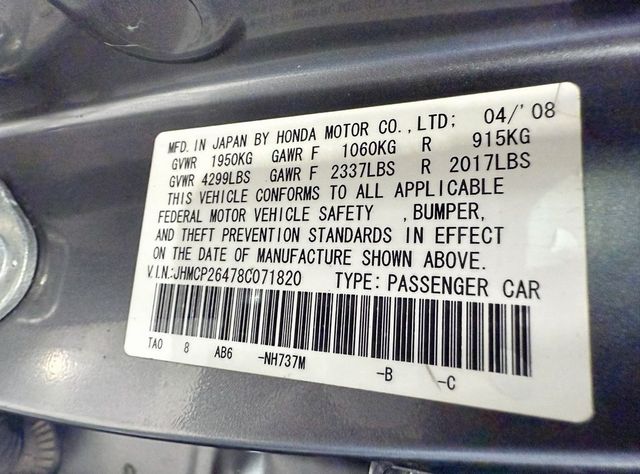 MFD. IN JAPAN BY HONDA MOTOR CO., LTD; 04/'08
GVWR 1950KG GAWR F 1060KG R 915KG
GVWR 4299LBS GAWR F 2337LBS R 2017LBS
THIS VEHICLE CONFORMS TO ALL APPLICABLE
FEDERAL MOTOR VEHICLE SAFETY , BUMPER,
AND THEFT PREVENTION STANDARDS IN EFFECT
ON THE DATE OF MANUFACTURE SHOWN ABOVE.
V.I.N.:JHMCP26478C071820 TYPE: PASSENGER CAR
TA0 8 AB6 -NH737M -B -C